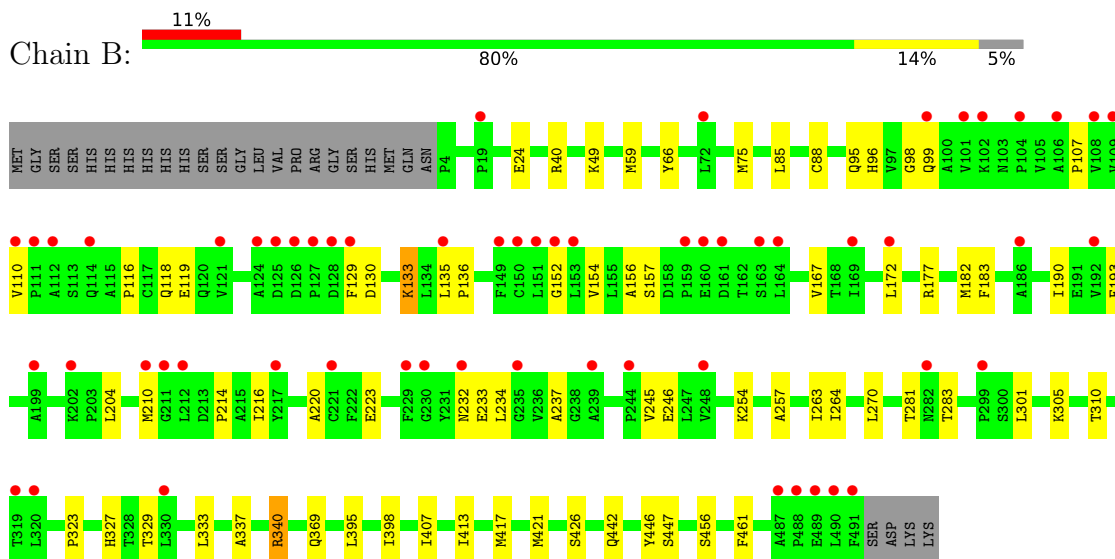 11%
Chain B:
80% 14% 5%
MET GLY SER SER HIS HIS HIS HIS HIS HIS SER SER GLY LEU VAL PRO ARG GLY SER HIS MET GLN ASN P4 P19 E24 R40 K49 M59 Y66 L72 M75 L85 C88 Q95 H96 V97 G98 Q99 A100 V101 K102 N103 P104 V105 A106 P107 V108 V109
V110 P111 A112 S113 Q114 A115 P116 C117 Q118 E119 Q120 V121 A124 D125 D126 P127 D128 F129 D130 K133 L134 L135 P136 F149 C150 L151 G152 L153 V154 L155 A156 S157 D158 P159 E160 D161 T162 S163 L164 V167 T168 I169 L172 R177 M182 F183 A186 I190 E191 V192 E193
A199 K202 P203 L204 M210 G211 L212 D213 P214 A215 I216 Y217 A220 C221 F222 E223 F229 G230 Y231 N232 E233 L234 G235 V236 A237 G238 A239 P244 V245 E246 L247 V248 K254 A257 I263 I264 L270 T281 N282 T283 P299 S300 L301 K305 T310
T319 L320 P323 H327 T328 T329 L330 L333 A337 R340 Q369 L395 I398 I407 I413 M417 M421 S426 Q442 Y446 S447 S456 F461 A487 P488 E489 L490 F491 SER ASP LYS LYS